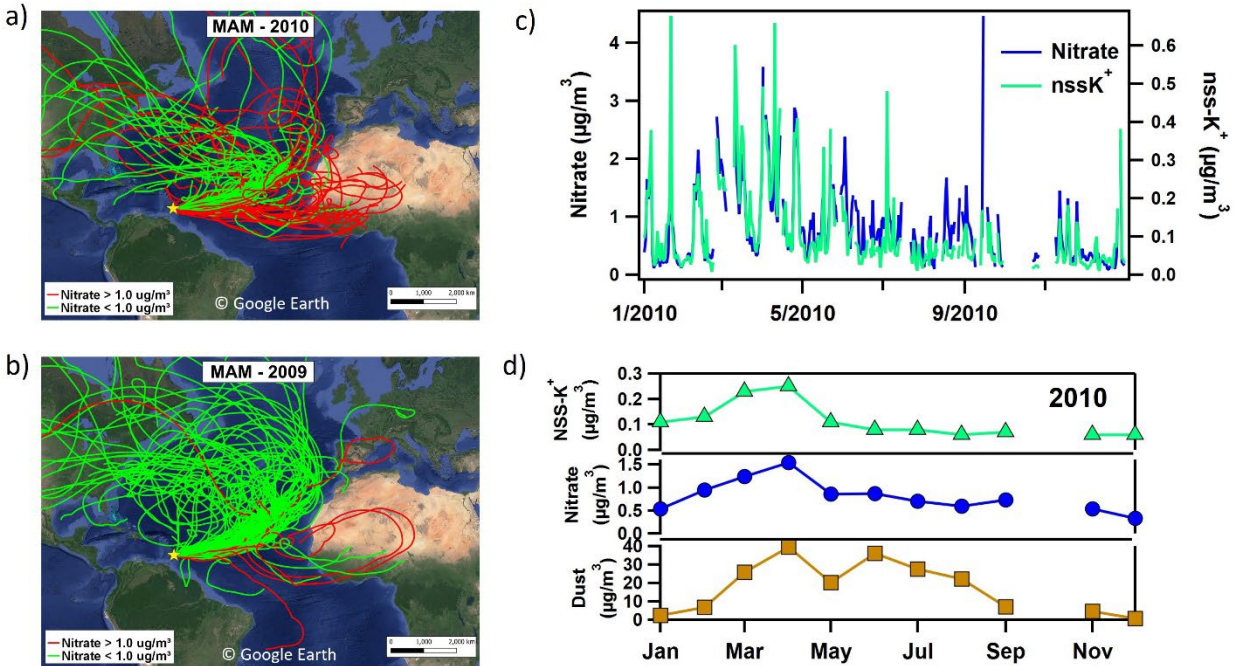 a)
MAM - 2010
Nitrate > 1.0 ug/m³
Nitrate < 1.0 ug/m³
© Google Earth
0 1,000 2,000 km
b)
MAM - 2009
Nitrate > 1.0 ug/m³
Nitrate < 1.0 ug/m³
© Google Earth
0 1,000 2,000 km
c)
Nitrate (µg/m³)
4
3
2
1
0
Nitrate
nssK⁺
0.6
0.5
0.4
0.3
0.2
0.1
0.0
nss-K⁺ (µg/m³)
1/2010 5/2010 9/2010
d)
2010
NSS-K⁺
(µg/m³)
0.3
0.2
0.1
0.0
Nitrate
(µg/m³)
1.5
1.0
0.5
0.0
Dust
(µg/m³)
40
30
20
10
0
Jan Mar May Jul Sep Nov